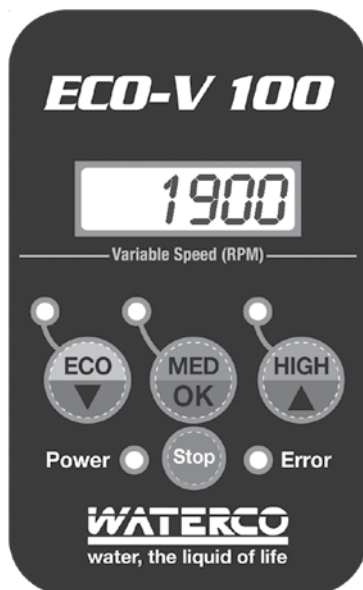 ECO-V 100
1900
Variable Speed (RPM)
ECO MED HIGH
OK
Power Stop Error
WATERCO
water, the liquid of life